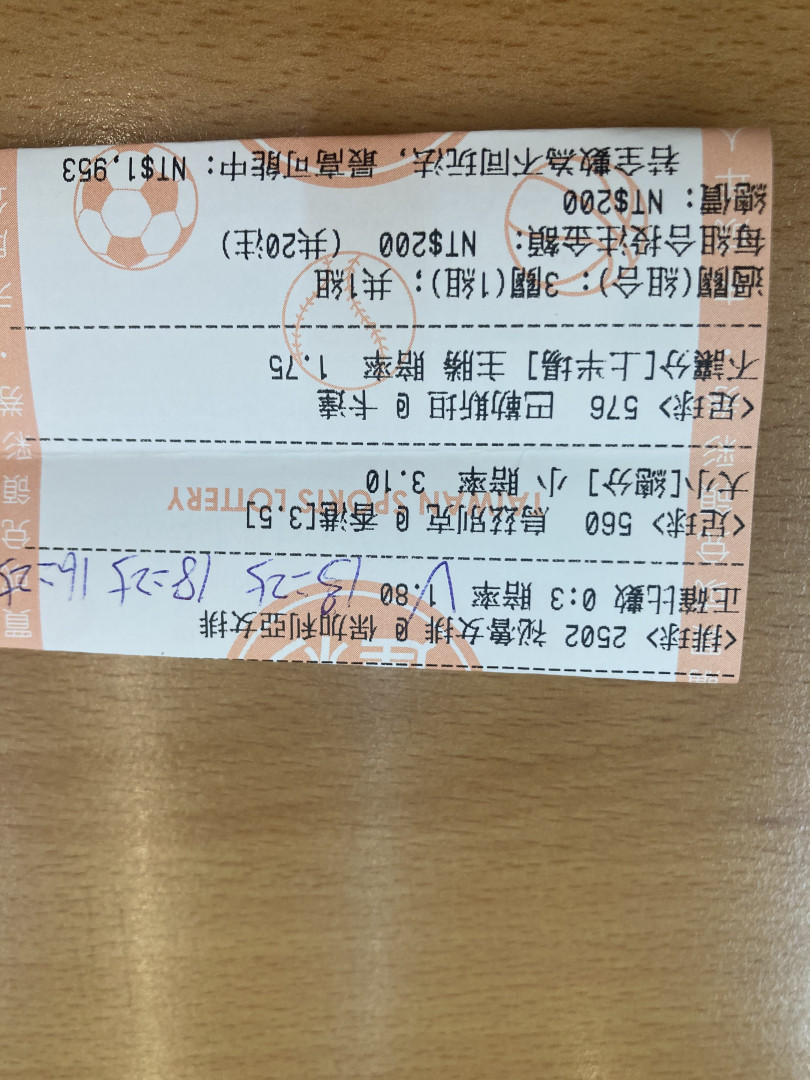 <排球> 2502 祕魯女排 @ 保加利亞女排
正確比數 0:3 賠率 1.80 V 13=25 18=25 16=25
<足球> 560 烏茲別克 @ 香港[3.5]
大小[總分] 小 賠率 3.10
TAIWAN SPORTS LOTTERY
<足球> 576 巴勒斯坦 @ 卡達
不讓分[上半場] 主勝 賠率 1.75
過關(組合): 3關(1組); 共1組
每組合投注金額: NT$200 (共20注)
總價: NT$200
若全數為不同玩法, 最高可能中: NT$1,953